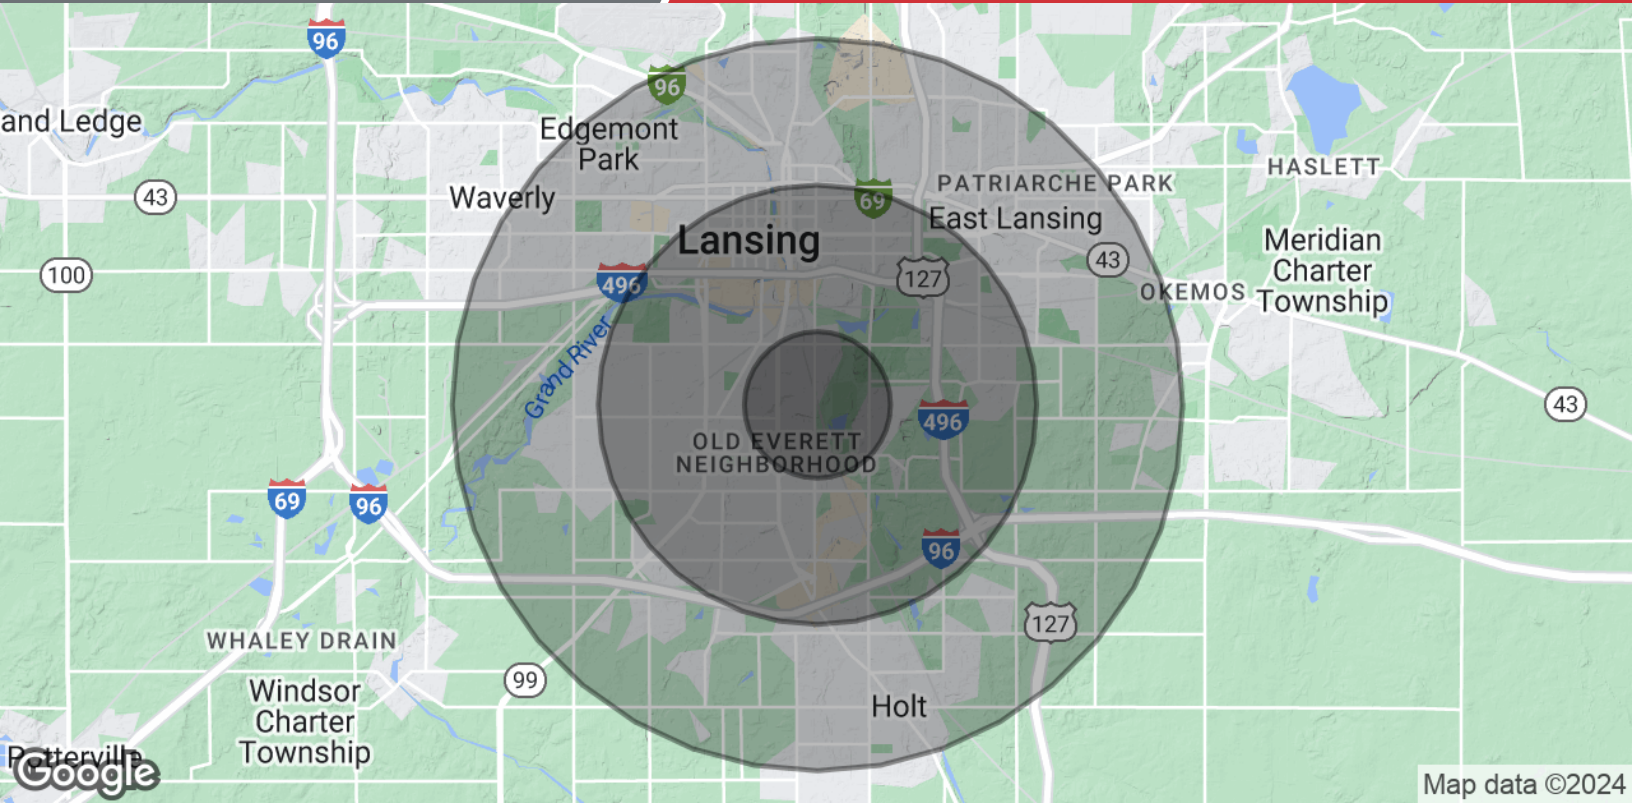 96
96
and Ledge
Edgemont
Park
HASLETT
PATRIARCHE PARK
43
Waverly
69
East Lansing
Lansing
Meridian
Charter
Township
43
100
127
496
OKEMOS
Grand River
43
496
OLD EVERETT
NEIGHBORHOOD
69
96
96
127
WHALEY DRAIN
99
Windsor
Charter
Township
Holt
Potterville
Google
Map data ©2024